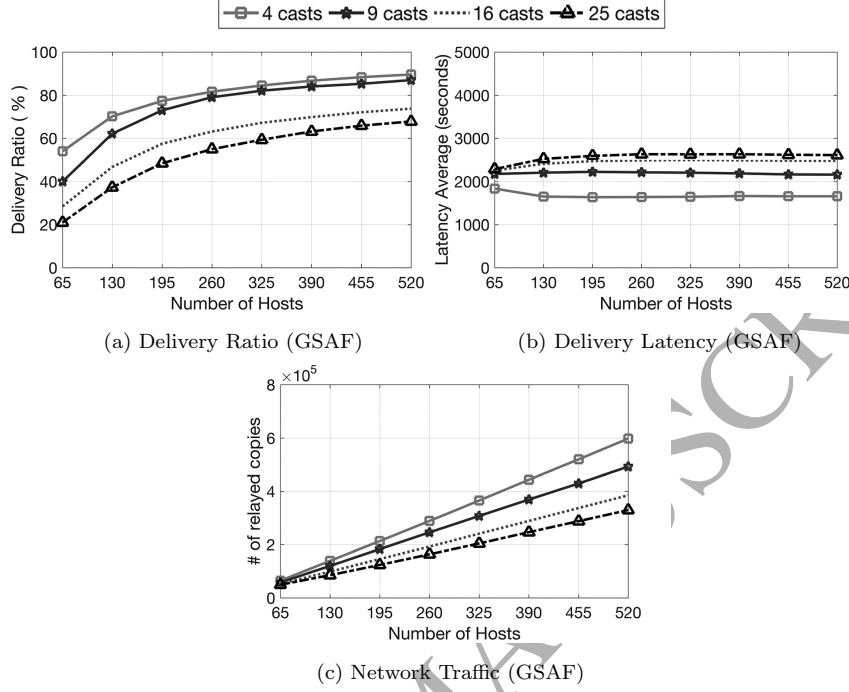 4 casts 9 casts 16 casts 25 casts
100
80
60
40
20
0
Delivery Ratio ( % )
65 130 195 260 325 390 455 520
Number of Hosts
(a) Delivery Ratio (GSAF)
5000
4000
3000
2000
1000
0
Latency Average (seconds)
65 130 195 260 325 390 455 520
Number of Hosts
(b) Delivery Latency (GSAF)
×10^5
8
6
4
2
0
# of relayed copies
65 130 195 260 325 390 455 520
Number of Hosts
(c) Network Traffic (GSAF)